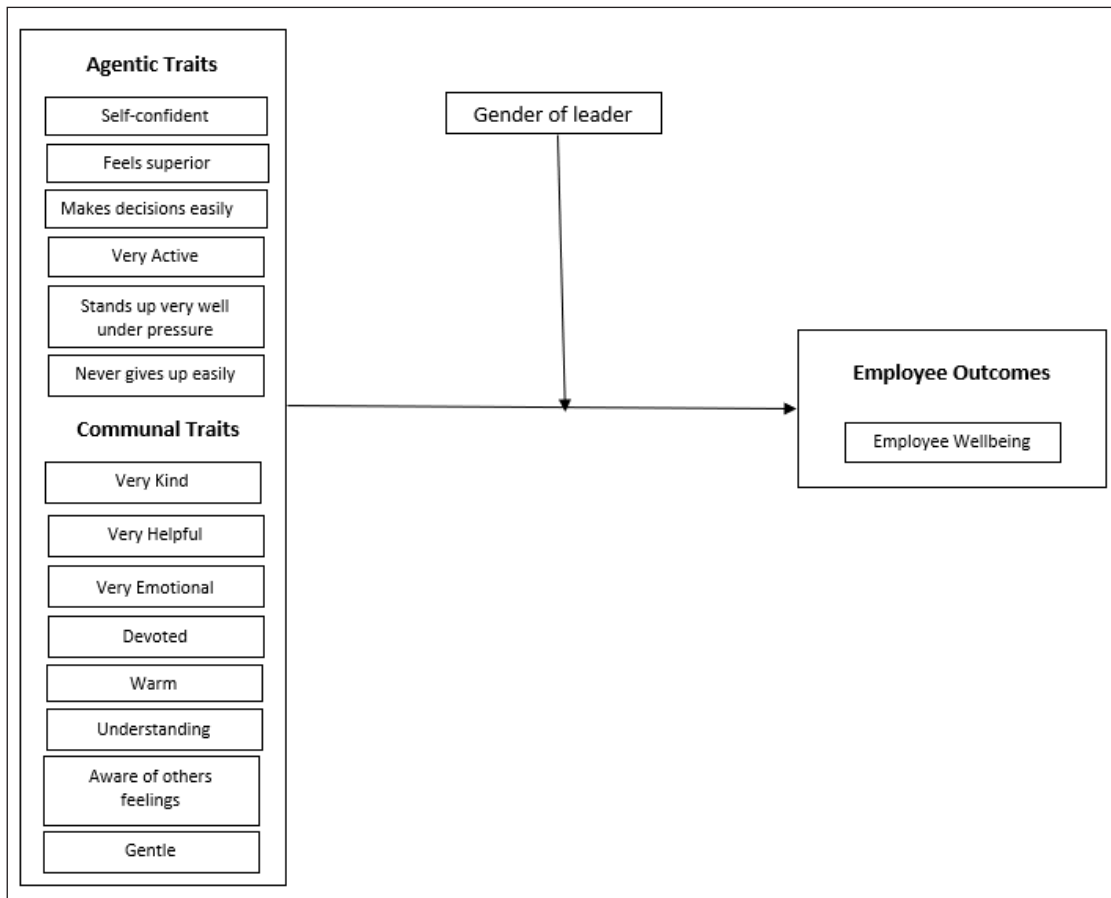 Agentic Traits
Self-confident
Feels superior
Makes decisions easily
Very Active
Stands up very well
under pressure
Never gives up easily
Communal Traits
Very Kind
Very Helpful
Very Emotional
Devoted
Warm
Understanding
Aware of others
feelings
Gentle
Gender of leader
Employee Outcomes
Employee Wellbeing